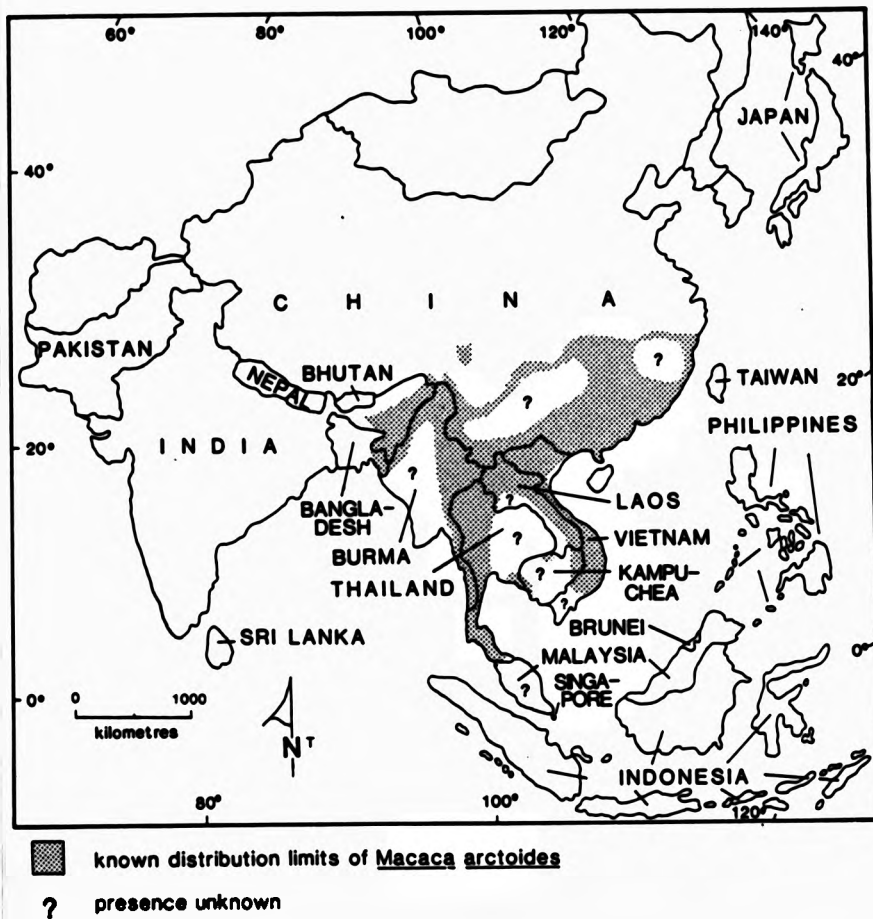 60° 80° 100° 120° 140°
40°
JAPAN
40°
C H I N A
PAKISTAN
NEPAL
BHUTAN
?
?
TAIWAN
20°
PHILIPPINES
INDIA
20°
?
?
LAOS
BANGLA-
DESH
BURMA
?
VIETNAM
THAILAND
?
KAMPU-
CHEA
?
BRUNEI
SRI LANKA
MALAYSIA
0°
SINGA-
PORE
?
0°
0 1000
kilometres
N T
INDONESIA
80° 100° 120°
known distribution limits of Macaca arctoides
? presence unknown